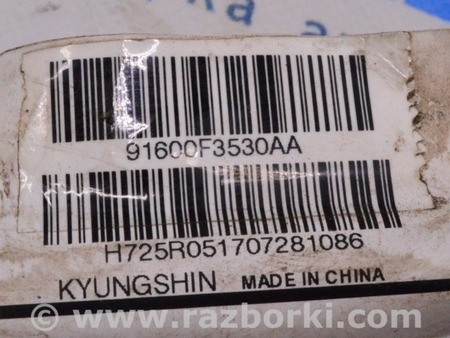 91600F3530AA
H725R051707281086
KYUNGSHIN MADE IN CHINA
www.razborki.com